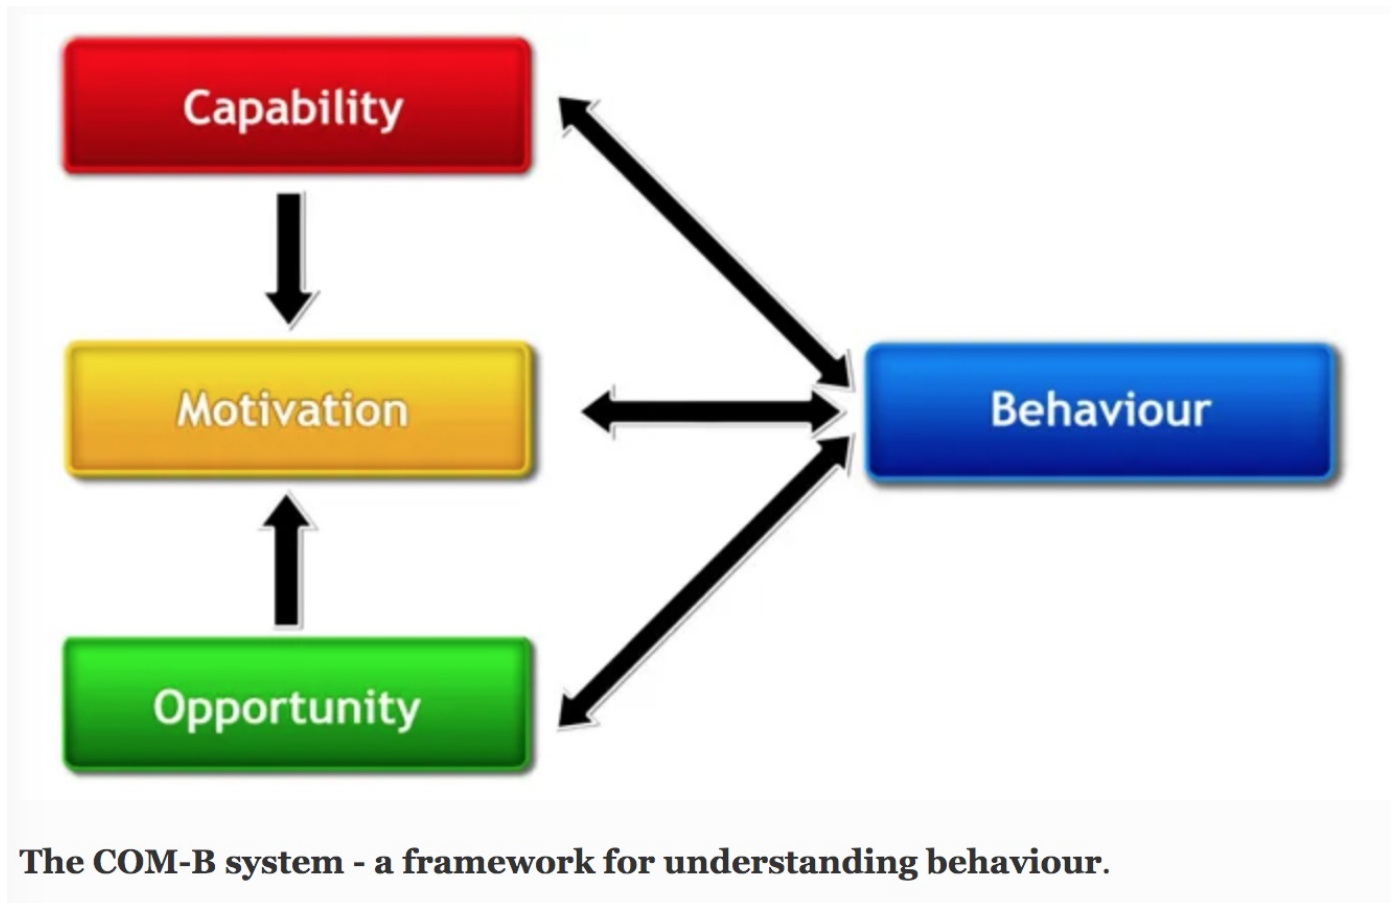 Capability
Motivation
Behaviour
Opportunity
The COM-B system - a framework for understanding behaviour.